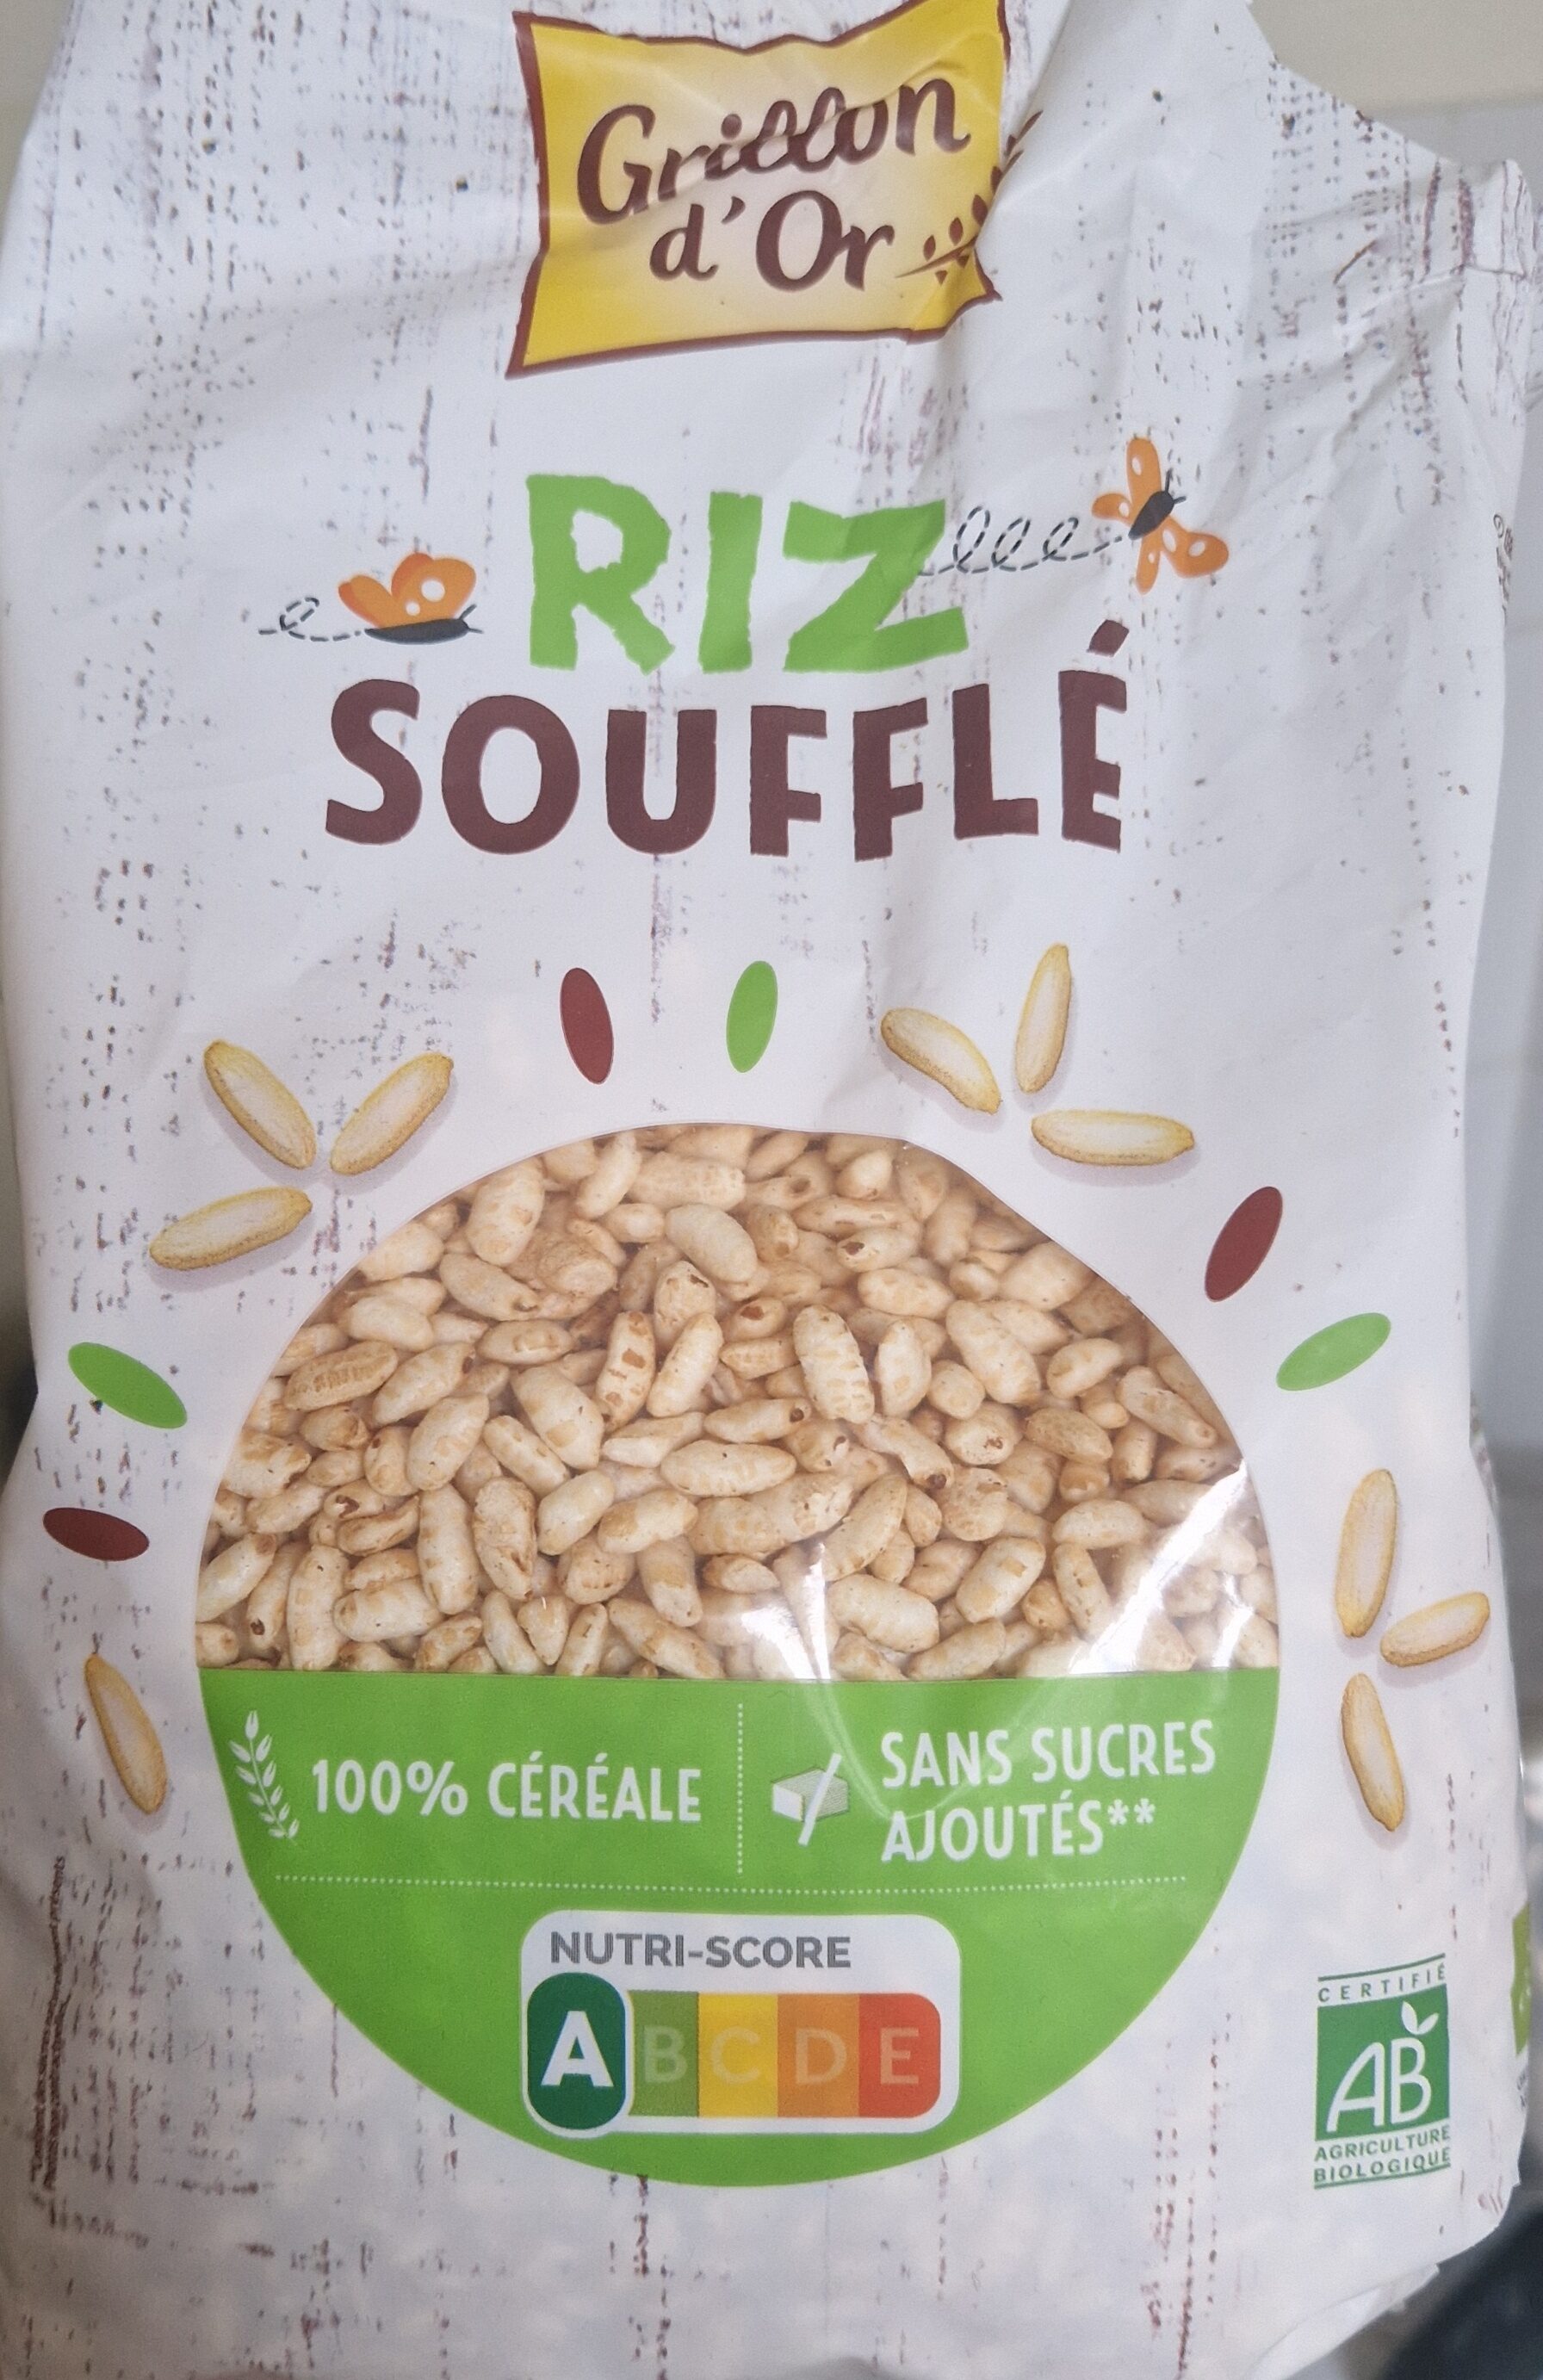 Grillon
d'Or
RIZ
SOUFFLÉ
100% CÉRÉALE
SANS SUCRES
AJOUTÉS**
NUTRI-SCORE
A B C D E
CERTIFIÉ
AB
AGRICULTURE
BIOLOGIQUE